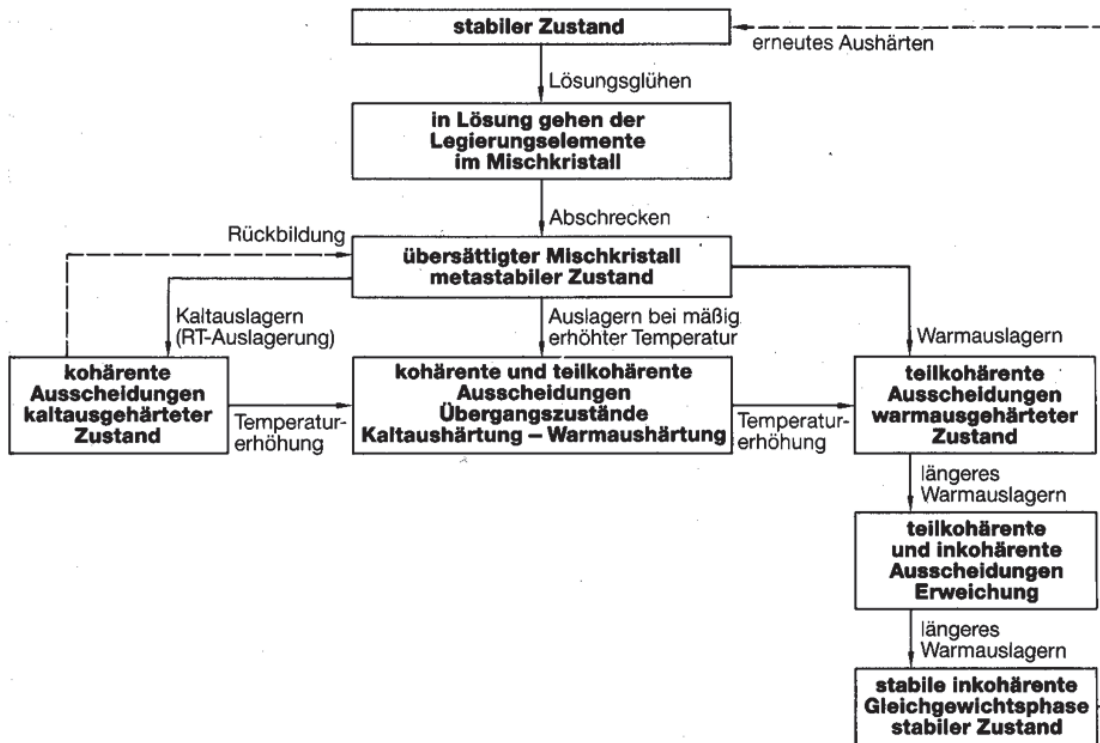 stabiler Zustand
erneutes Aushärten
Lösungsglühen
in Lösung gehen der
Legierungselemente
im Mischkristall
Abschrecken
Rückbildung
übersättigter Mischkristall
metastabiler Zustand
Kaltauslagern
(RT-Auslagerung)
Auslagern bei mäßig
erhöhter Temperatur
Warmauslagern
kohärente
Ausscheidungen
kaltausgehärteter
Zustand
Temperatur-
erhöhung
kohärente und teilkohärente
Ausscheidungen
Übergangszustände
Kaltaushärtung – Warmaushärtung
Temperatur-
erhöhung
teilkohärente
Ausscheidungen
warmausgehärteter
Zustand
längeres
Warmauslagern
teilkohärente
und inkohärente
Ausscheidungen
Erweichung
längeres
Warmauslagern
stabile inkohärente
Gleichgewichtsphase
stabiler Zustand